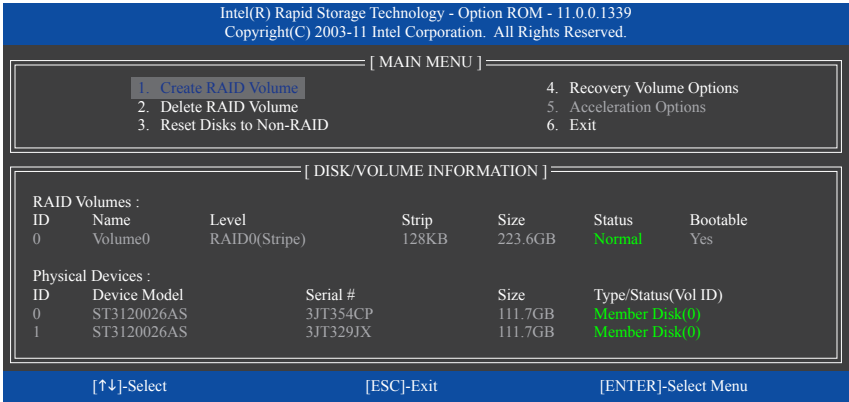 Intel(R) Rapid Storage Technology - Option ROM - 11.0.0.1339
Copyright(C) 2003-11 Intel Corporation.  All Rights Reserved.
[ MAIN MENU ]
1. Create RAID Volume 4. Recovery Volume Options
2. Delete RAID Volume 5. Acceleration Options
3. Reset Disks to Non-RAID 6. Exit
[ DISK/VOLUME INFORMATION ]
RAID Volumes :
ID Name Level Strip Size Status Bootable
0 Volume0 RAID0(Stripe) 128KB 223.6GB Normal Yes
Physical Devices :
ID Device Model Serial # Size Type/Status(Vol ID)
0 ST3120026AS 3JT354CP 111.7GB Member Disk(0)
1 ST3120026AS 3JT329JX 111.7GB Member Disk(0)
[↑↓]-Select [ESC]-Exit [ENTER]-Select Menu